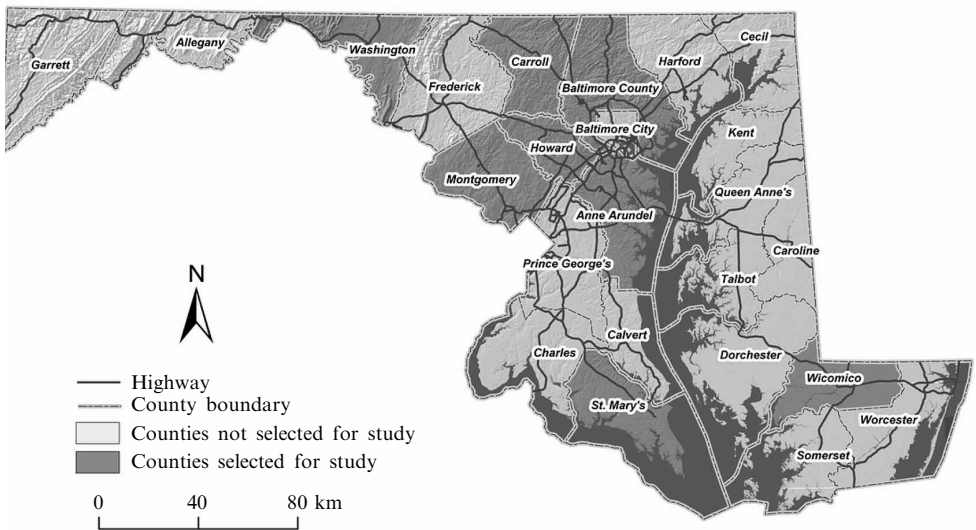 Garrett
Allegany
Washington
Frederick
Carroll
Baltimore County
Harford
Cecil
Baltimore City
Kent
Howard
Montgomery
Queen Anne's
Anne Arundel
Caroline
Prince George's
Talbot
Calvert
Charles
Dorchester
St. Mary's
Wicomico
Worcester
Somerset
N
Highway
County boundary
Counties not selected for study
Counties selected for study
0 40 80 km